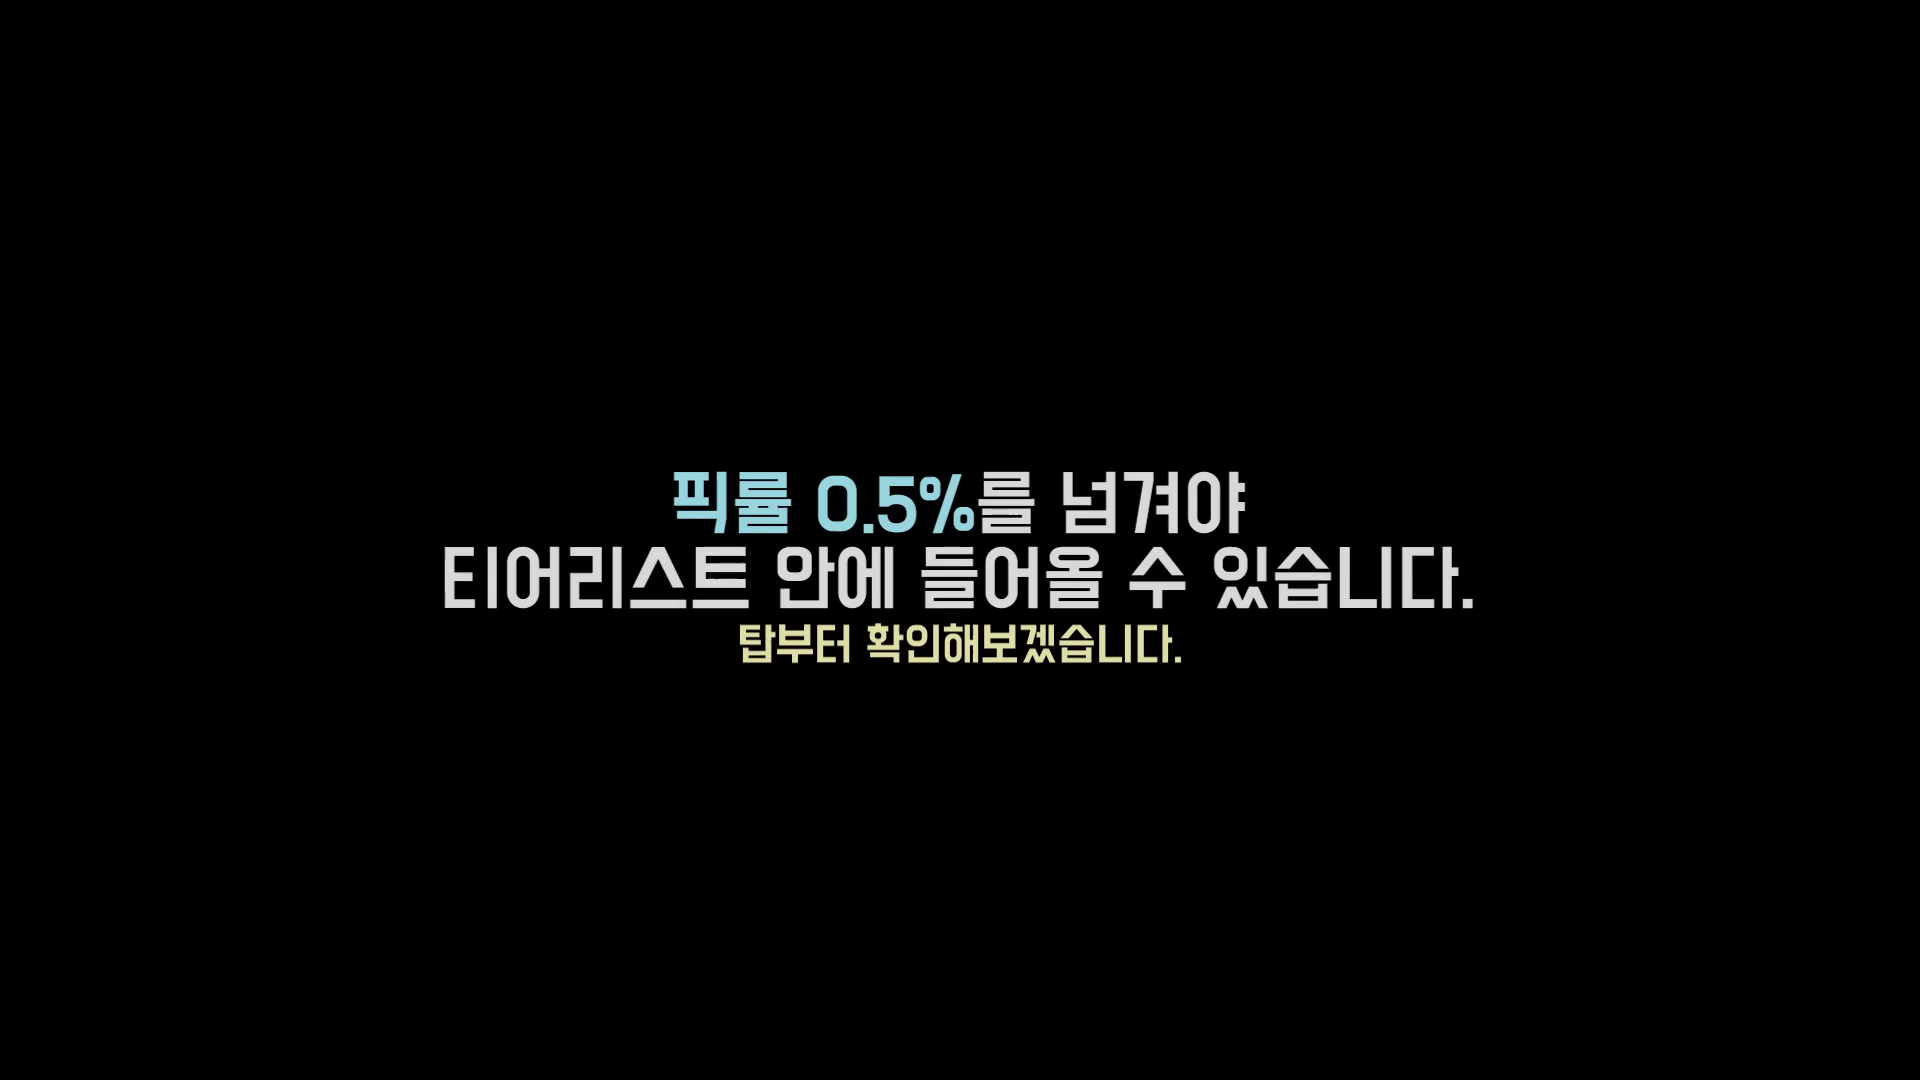 픽률 0.5%를 넘겨야
티어리스트 안에 들어올 수 있습니다.
탑부터 확인해보겠습니다.